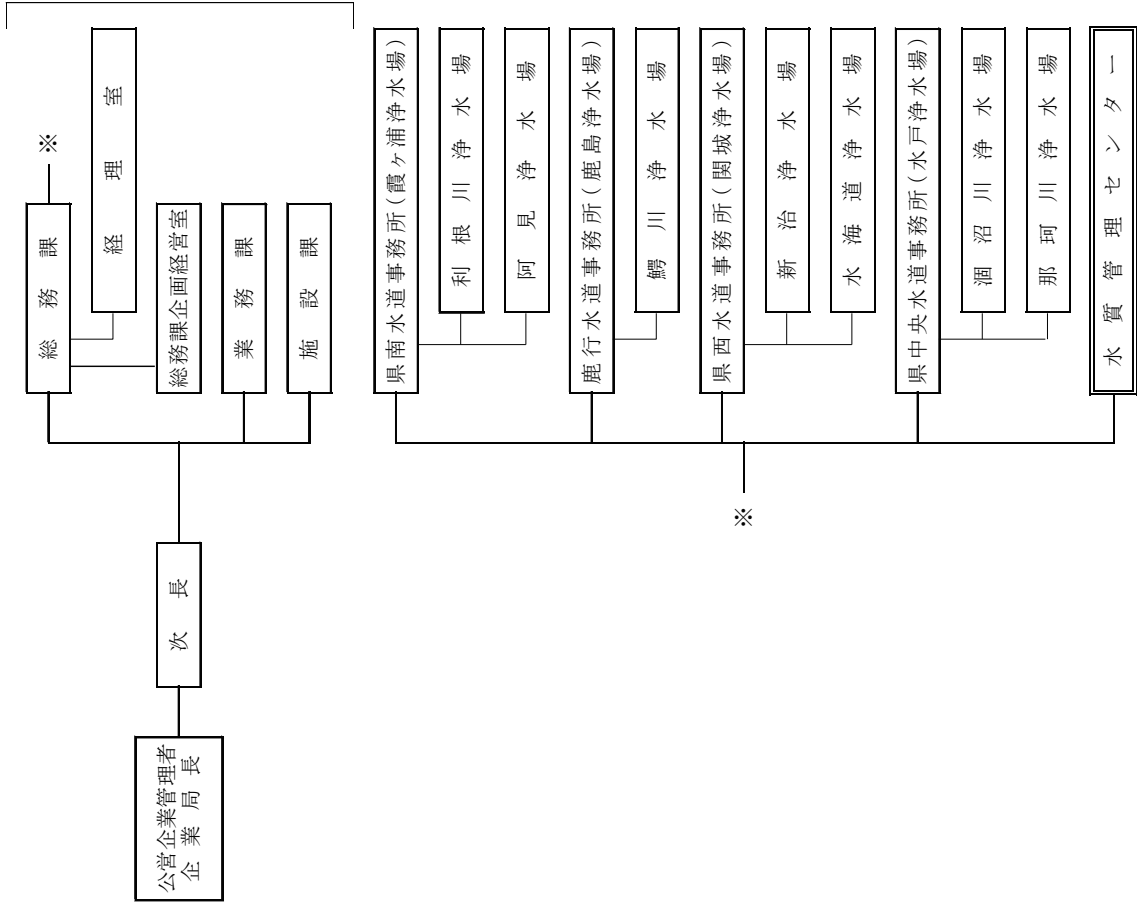 公営企業管理者
企業局長
次長
総務課
※
経理室
総務課企画経営室
業務課
施設課
※
県南水道事務所(霞ヶ浦浄水場)
利根川浄水場
阿見浄水場
鹿行水道事務所(鹿島浄水場)
鰐川浄水場
県西水道事務所(関城浄水場)
新治浄水場
水海道浄水場
県中央水道事務所(水戸浄水場)
涸沼川浄水場
那珂川浄水場
水質管理センター